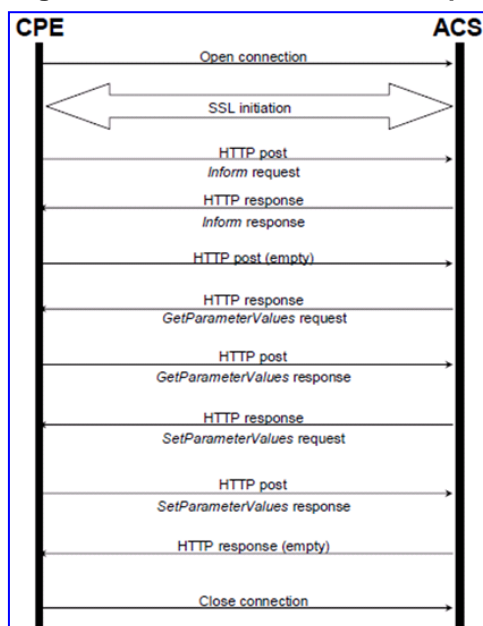 CPE
ACS
Open connection
SSL initiation
HTTP post
Inform request
HTTP response
Inform response
HTTP post (empty)
HTTP response
GetParameterValues request
HTTP post
GetParameterValues response
HTTP response
SetParameterValues request
HTTP post
SetParameterValues response
HTTP response (empty)
Close connection